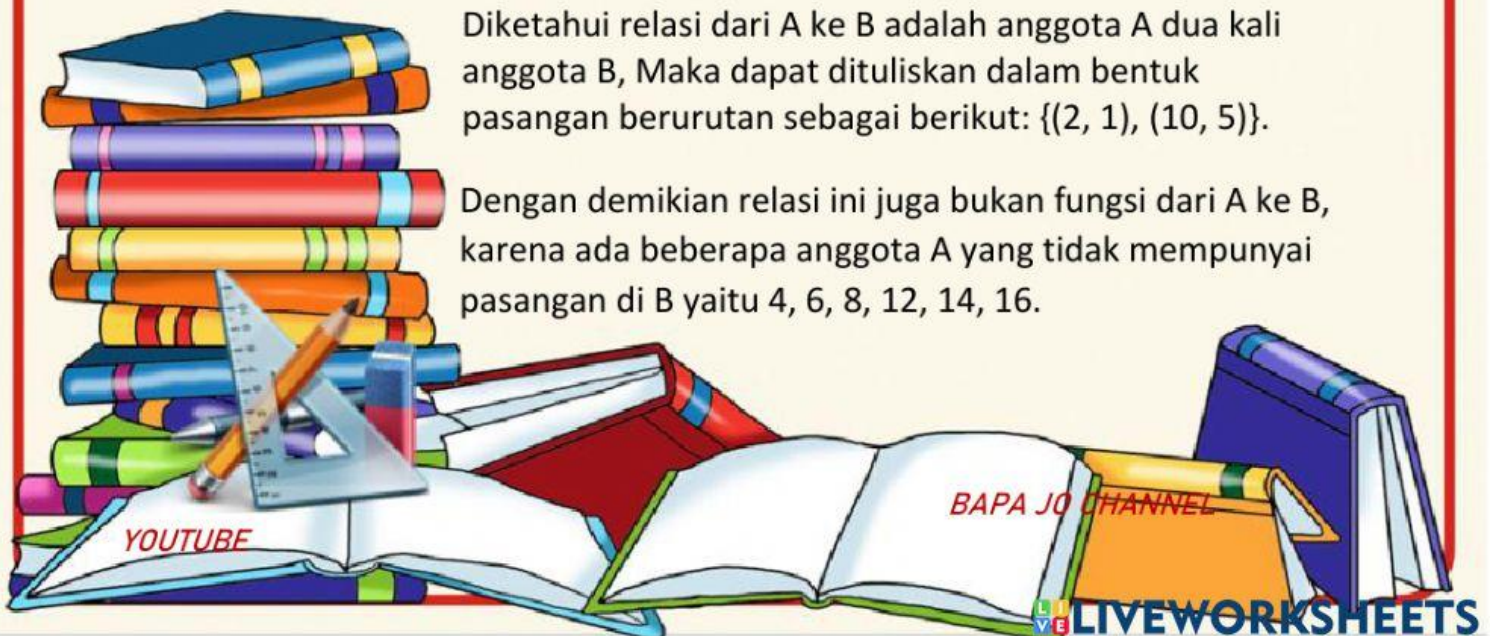 Diketahui relasi dari A ke B adalah anggota A dua kali
anggota B, Maka dapat dituliskan dalam bentuk
pasangan berurutan sebagai berikut: {(2, 1), (10, 5)}.
Dengan demikian relasi ini juga bukan fungsi dari A ke B,
karena ada beberapa anggota A yang tidak mempunyai
pasangan di B yaitu 4, 6, 8, 12, 14, 16.
BAPA JO CHANNEL
YOUTUBE
LIVE LIVEWORKSHEETS